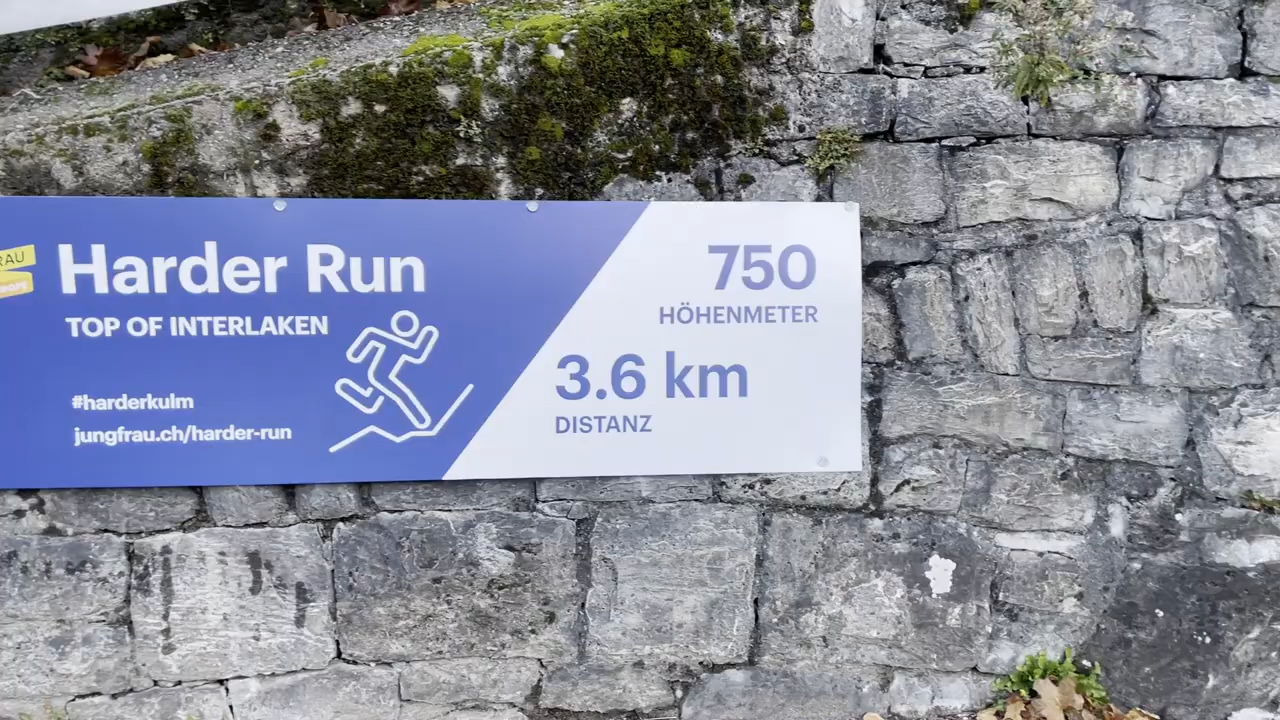 Harder Run
TOP OF INTERLAKEN
#harderkulm
jungfrau.ch/harder-run
750
HÖHENMETER
3.6 km
DISTANZ